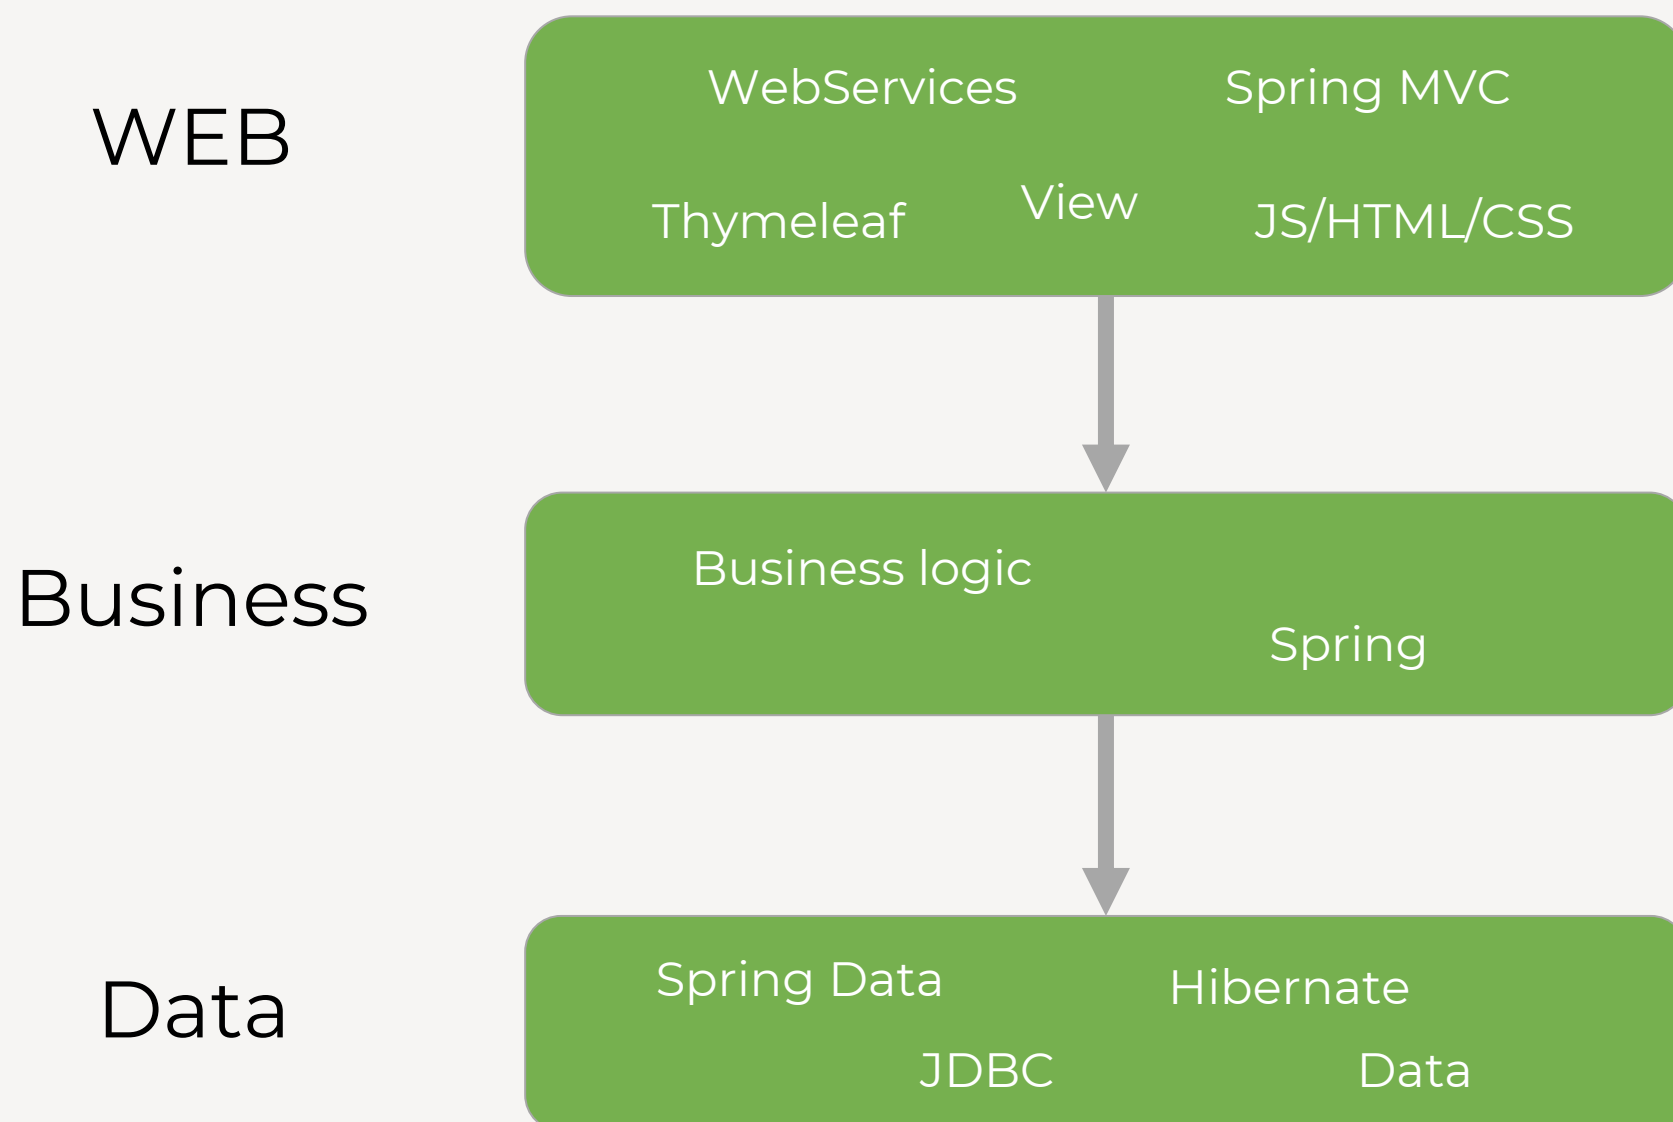 WEB
WebServices
Spring MVC
Thymeleaf
View
JS/HTML/CSS
Business
Business logic
Spring
Data
Spring Data
Hibernate
JDBC
Data